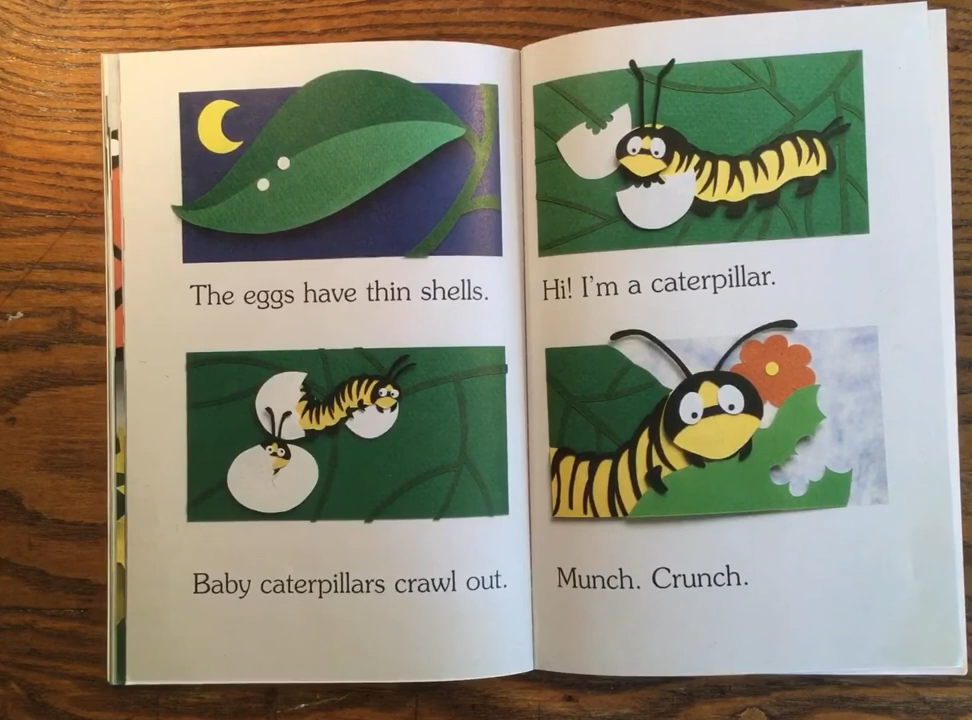 The eggs have thin shells.
Baby caterpillars crawl out.
Hi! I'm a caterpillar.
Munch. Crunch.